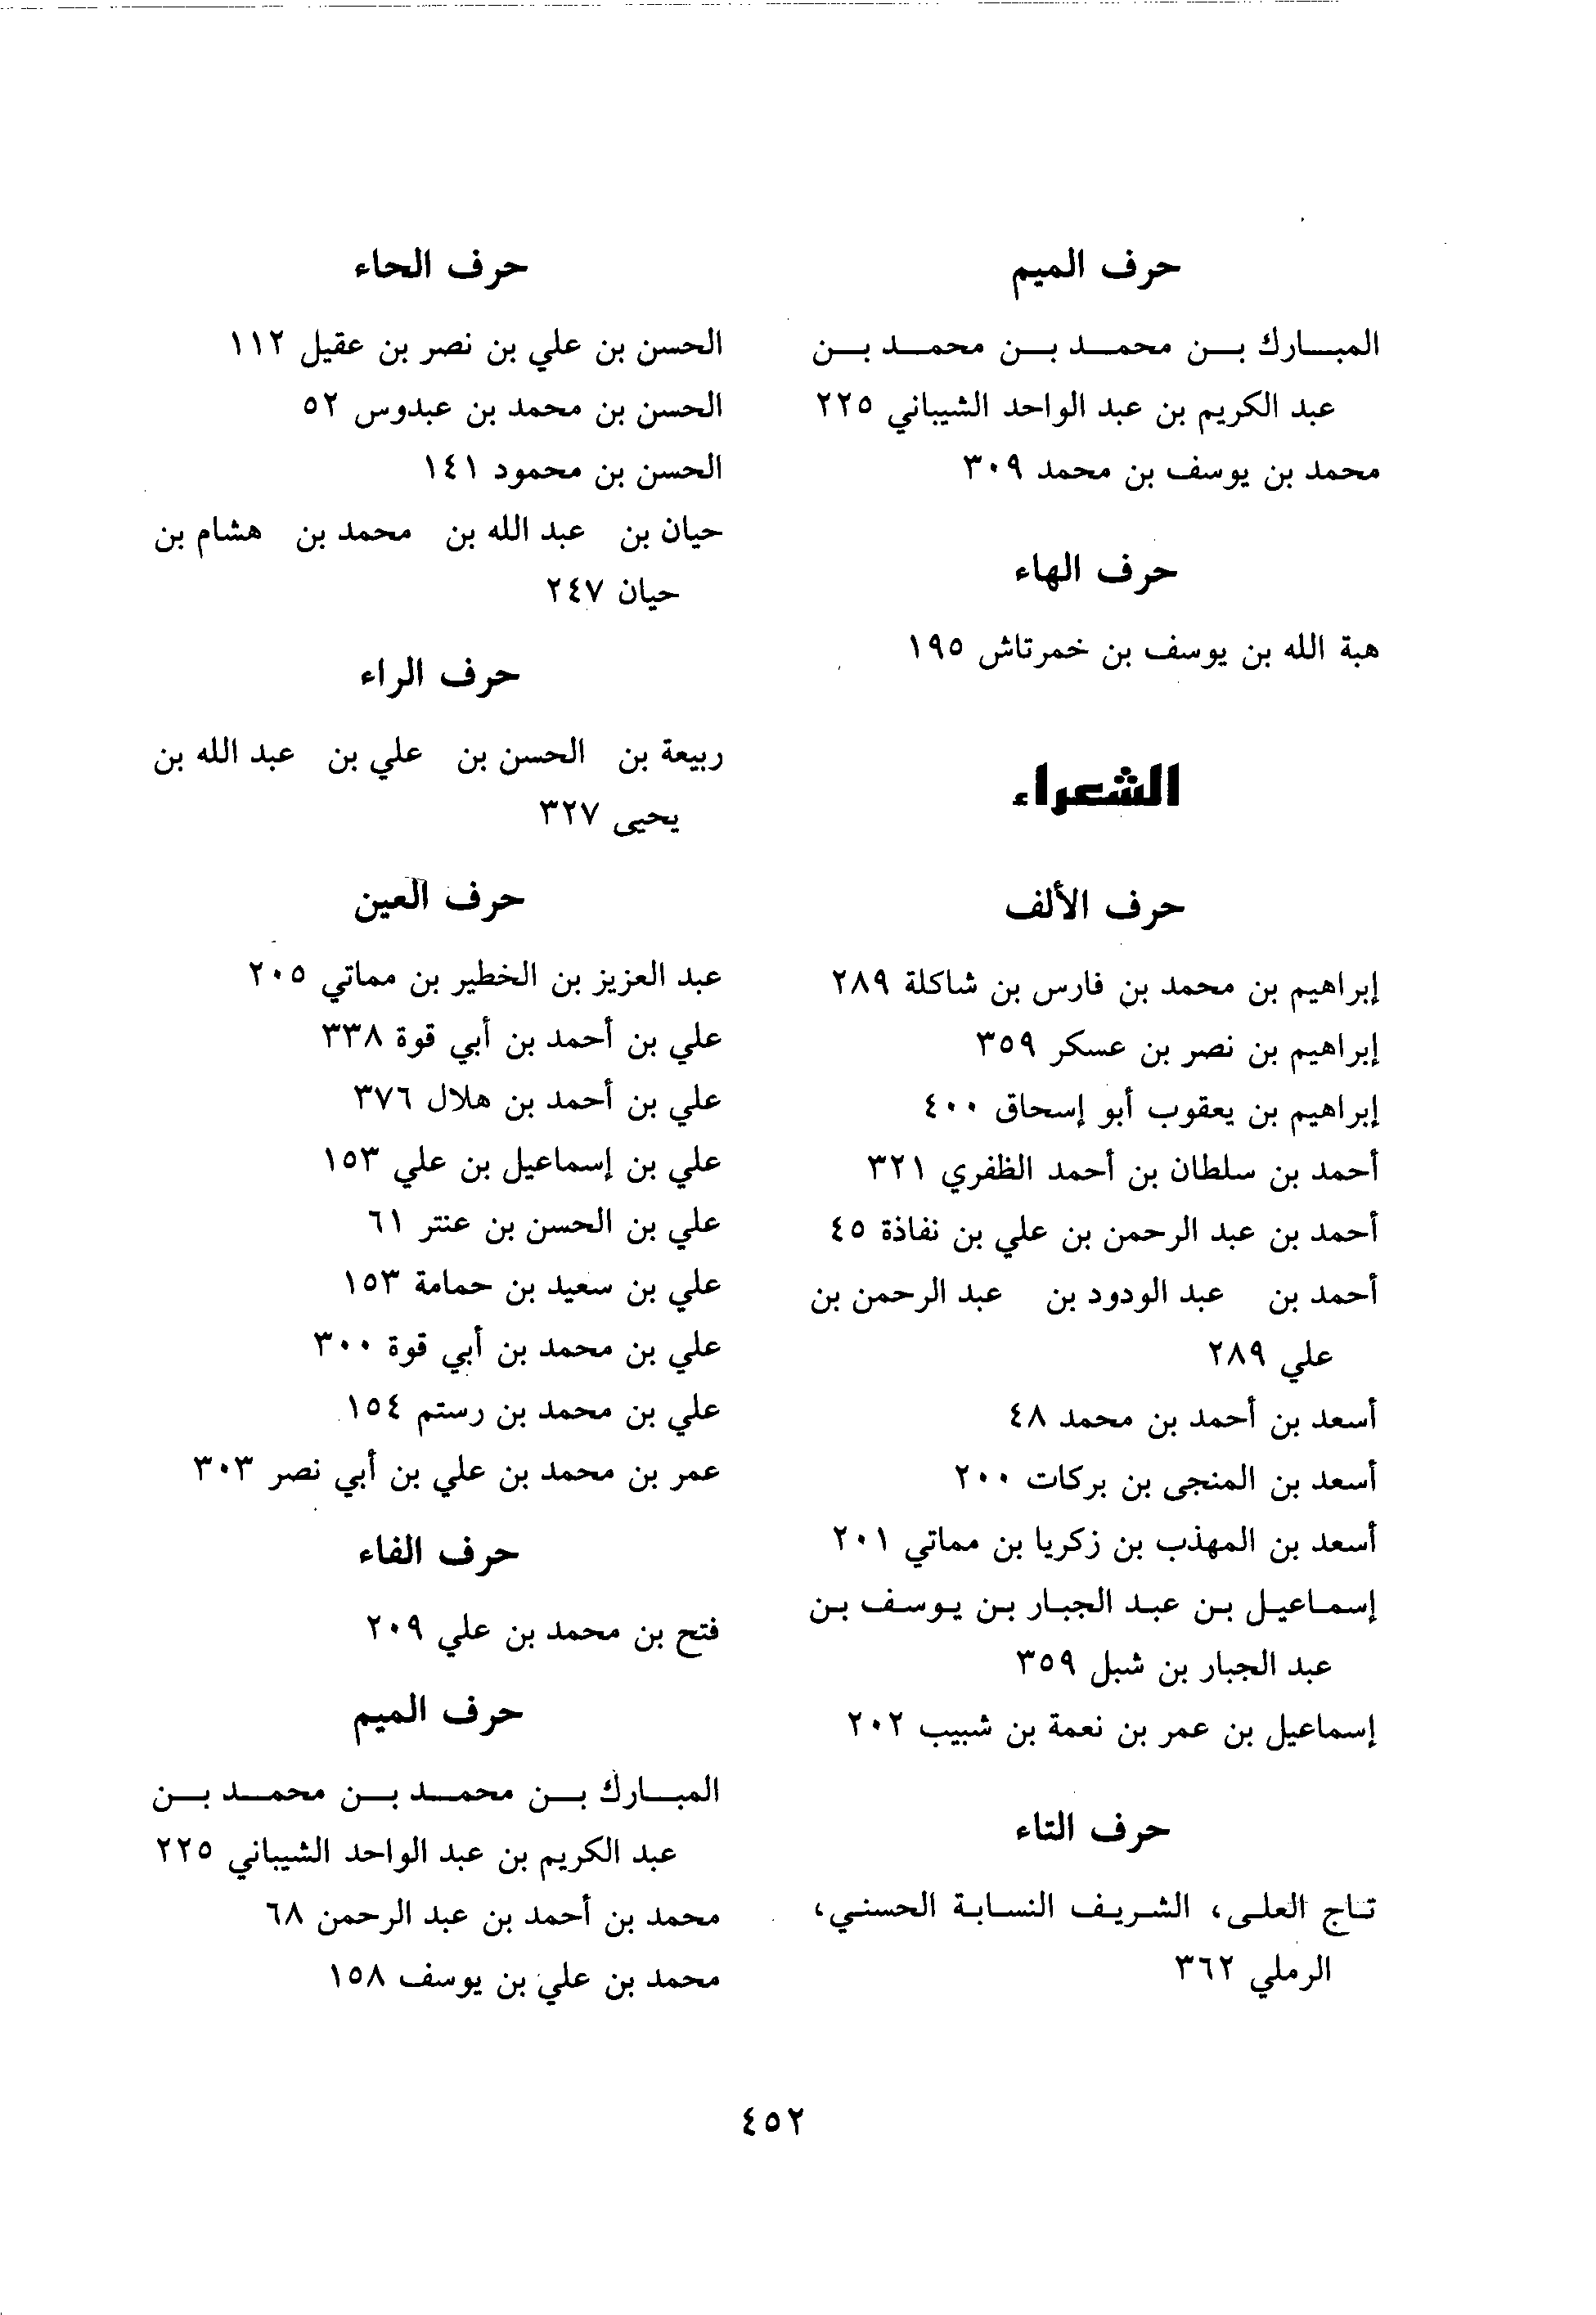 حرف الميم
المبارك بن محمد بن محمد بن
عبد الكريم بن عبد الواحد الشيباني ٢٢٥
محمد بن يوسف بن محمد ٣٠٩
حرف الهاء
هبة الله بن يوسف بن خمرتاش ١٩٥
الشعراء
حرف الألف
إبراهيم بن محمد بن فارس بن شاكلة ٢٨٩
إبراهيم بن نصر بن عسكر ٣٥٩
إبراهيم بن يعقوب أبو إسحاق ٤٠٠
أحمد بن سلطان بن أحمد الظفري ٣٢١
أحمد بن عبد الرحمن بن علي بن نفاذة ٤٥
أحمد بن عبد الودود بن عبد الرحمن بن
علي ٢٨٩
أسعد بن أحمد بن محمد ٤٨
أسعد بن المنجى بن بركات ٢٠٠
أسعد بن المهذب بن زكريا بن مماتي ٢٠١
إسماعيل بن عبد الجبار بن يوسف بن
عبد الجبار بن شبل ٣٥٩
إسماعيل بن عمر بن نعمة بن شبيب ٢٠٢
حرف التاء
تاج العلى، الشريف النسابة الحسني،
الرملي ٣٦٢
حرف الحاء
الحسن بن علي بن نصر بن عقيل ١١٢
الحسن بن محمد بن عبدوس ٥٢
الحسن بن محمود ١٤١
حيان بن عبد الله بن محمد بن هشام بن
حيان ٢٤٧
حرف الراء
ربيعة بن الحسن بن علي بن عبد الله بن
يحيى ٣٢٧
حرف العين
عبد العزيز بن الخطير بن مماتي ٢٠٥
علي بن أحمد بن أبي قوة ٣٣٨
علي بن أحمد بن هلال ٣٧٦
علي بن إسماعيل بن علي ١٥٣
علي بن الحسن بن عنتر ٦١
علي بن سعيد بن حمامة ١٥٣
علي بن محمد بن أبي قوة ٣٠٠
علي بن محمد بن رستم ١٥٤
عمر بن محمد بن علي بن أبي نصر ٣٠٣
حرف الفاء
فتح بن محمد بن علي ٢٠٩
حرف الميم
المبارك بن محمد بن محمد بن
عبد الكريم بن عبد الواحد الشيباني ٢٢٥
محمد بن أحمد بن عبد الرحمن ٦٨
محمد بن علي بن يوسف ١٥٨
٤٥٢